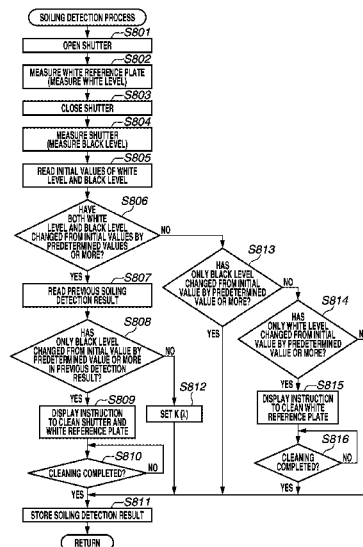 SOILING DETECTION PROCESS
S801
OPEN SHUTTER
S802
MEASURE WHITE REFERENCE PLATE
(MEASURE WHITE LEVEL)
S803
CLOSE SHUTTER
S804
MEASURE SHUTTER
(MEASURE BLACK LEVEL)
S805
READ INITIAL VALUES OF WHITE
LEVEL AND BLACK LEVEL
S806
HAVE
BOTH WHITE
LEVEL AND BLACK LEVEL
CHANGED FROM INITIAL VALUES BY
PREDETERMINED VALUES
OR MORE?
NO
YES
S813
HAS
ONLY BLACK LEVEL
CHANGED FROM INITIAL
VALUE BY PREDETERMINED
VALUE OR MORE?
NO
YES
S807
READ PREVIOUS SOILING
DETECTION RESULT
S814
HAS
ONLY WHITE LEVEL
CHANGED FROM INITIAL
VALUE BY PREDETERMINED
VALUE OR MORE?
NO
YES
S808
HAS
ONLY BLACK LEVEL
CHANGED FROM INITIAL VALUE BY
PREDETERMINED VALUE OR MORE
IN PREVIOUS DETECTION
RESULT?
NO
YES
S812
SET K (λ)
S809
DISPLAY INSTRUCTION
TO CLEAN SHUTTER AND
WHITE REFERENCE PLATE
S815
DISPLAY INSTRUCTION
TO CLEAN WHITE
REFERENCE PLATE
S810
CLEANING COMPLETED?
NO
YES
S816
CLEANING
COMPLETED?
NO
YES
S811
STORE SOILING DETECTION RESULT
RETURN